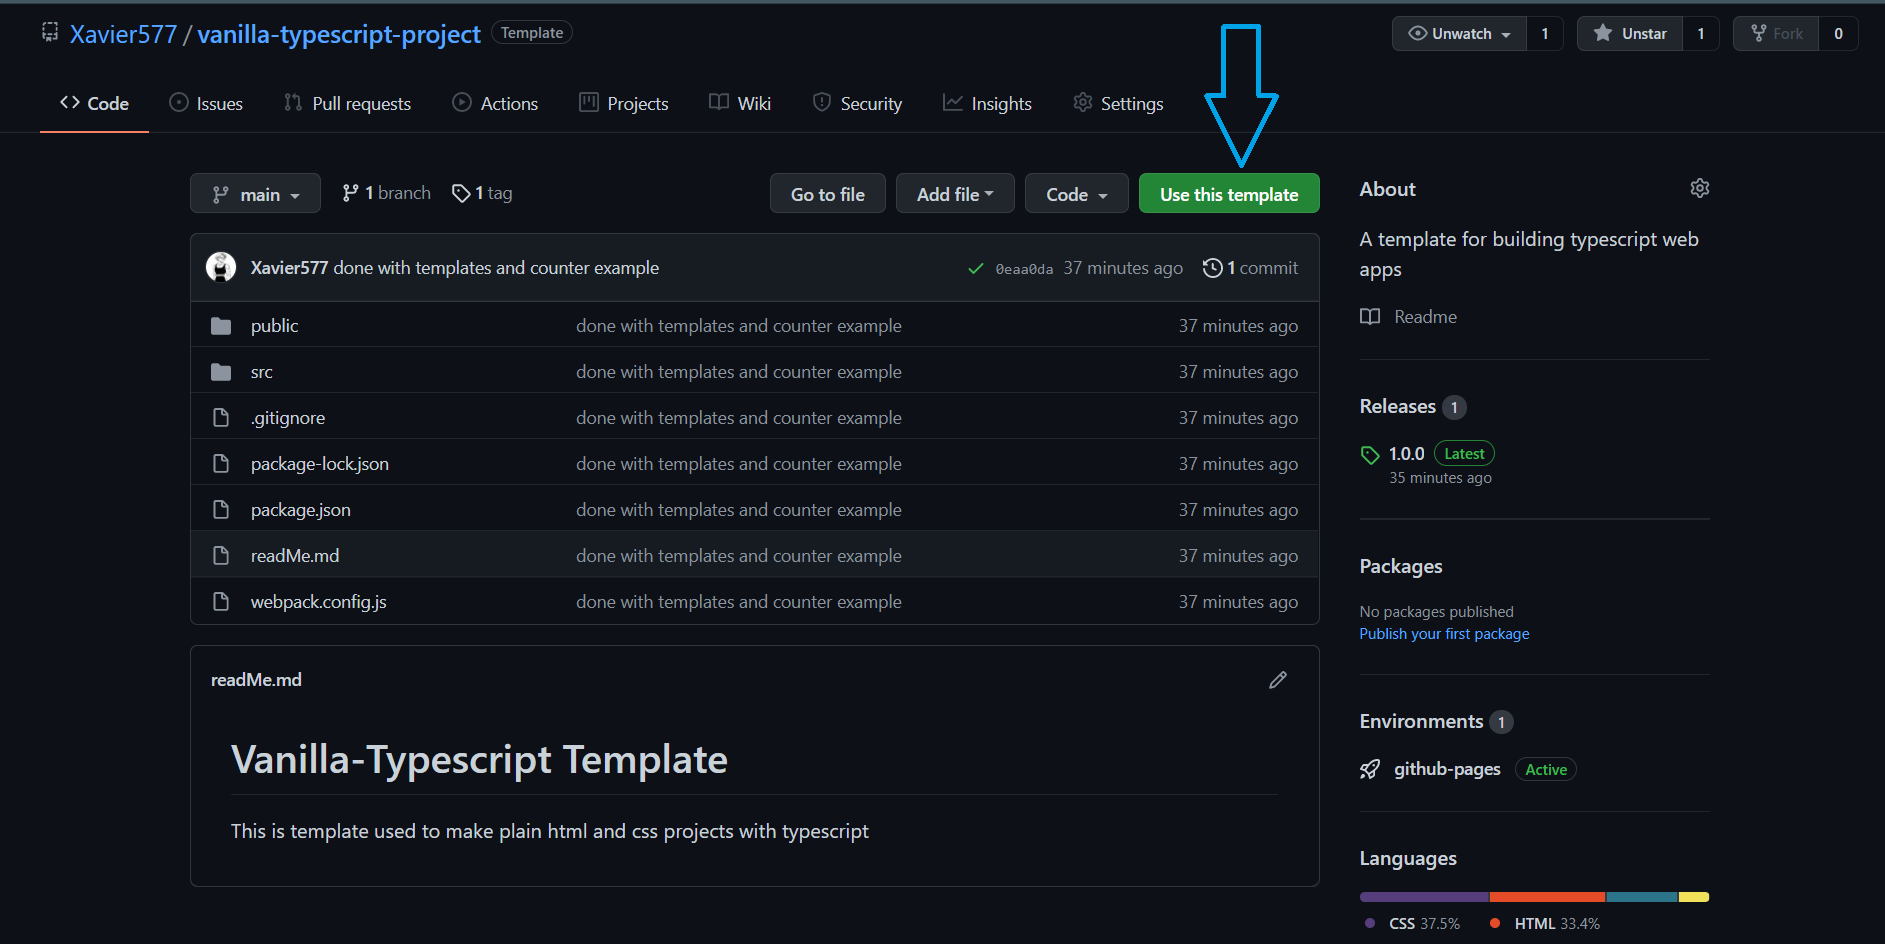 Xavier577 / vanilla-typescript-project Template
Unwatch 1 Unstar 1 Fork 0
Code Issues Pull requests Actions Projects Wiki Security Insights Settings
main 1 branch 1 tag Go to file Add file Code Use this template
Xavier577 done with templates and counter example 0eaa0da 37 minutes ago 1 commit
public done with templates and counter example 37 minutes ago
src done with templates and counter example 37 minutes ago
.gitignore done with templates and counter example 37 minutes ago
package-lock.json done with templates and counter example 37 minutes ago
package.json done with templates and counter example 37 minutes ago
readMe.md done with templates and counter example 37 minutes ago
webpack.config.js done with templates and counter example 37 minutes ago
readMe.md
Vanilla-Typescript Template
This is template used to make plain html and css projects with typescript
About
A template for building typescript web
apps
Readme
Releases 1
1.0.0 Latest
35 minutes ago
Packages
No packages published
Publish your first package
Environments 1
github-pages Active
Languages
CSS 37.5% HTML 33.4%